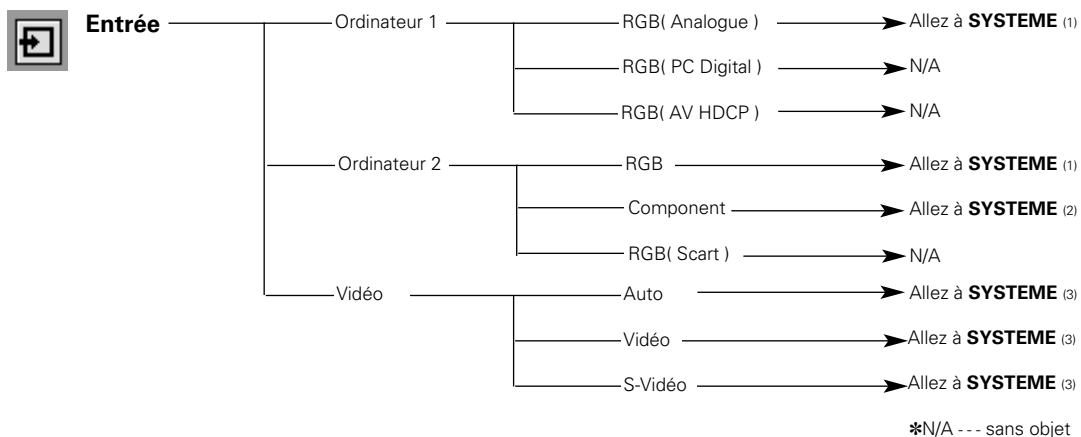 Entrée Ordinateur 1 RGB( Analogue ) Allez à SYSTEME (1)
RGB( PC Digital ) N/A
RGB( AV HDCP ) N/A
Ordinateur 2 RGB Allez à SYSTEME (1)
Component Allez à SYSTEME (2)
RGB( Scart ) N/A
Vidéo Auto Allez à SYSTEME (3)
Vidéo Allez à SYSTEME (3)
S-Vidéo Allez à SYSTEME (3)
✽N/A - - - sans objet